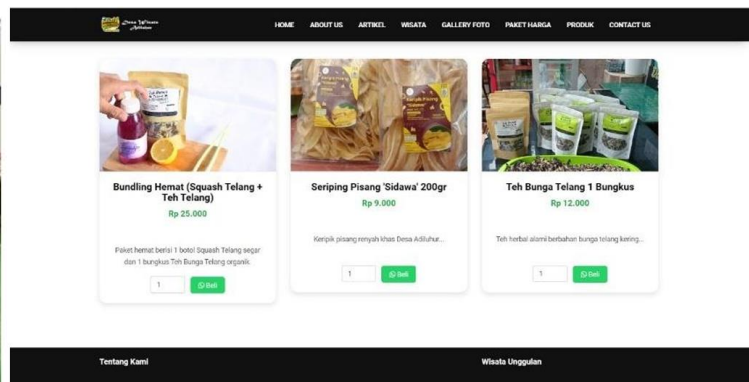 Desa Wisata
Adiluhur
HOME ABOUT US ARTIKEL WISATA GALLERY FOTO PAKET HARGA PRODUK CONTACT US
Bundling Hemat (Squash Telang +
Teh Telang)
Rp 25.000
Paket hemat berisi 1 botol Squash Telang segar
dan 1 bungkus Teh Bunga Telang organik.
1 Beli
Seriping Pisang 'Sidawa' 200gr
Rp 9.000
Keripik pisang renyah khas Desa Adiluhur...
1 Beli
Teh Bunga Telang 1 Bungkus
Rp 12.000
Teh herbal alami berbahan bunga telang kering...
1 Beli
Tentang Kami
Wisata Unggulan